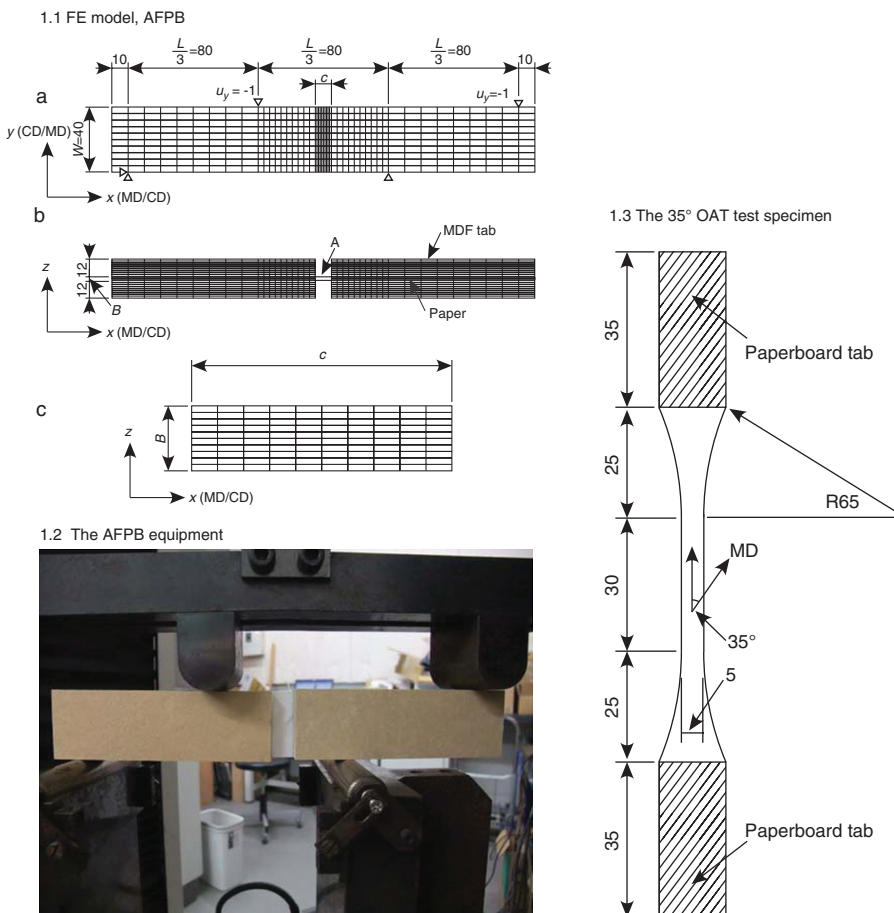 1.1 FE model, AFPB
10 L/3=80 L/3=80 L/3=80 10
c
u_y = -1 u_y=-1
a
y (CD/MD)
W=40
x (MD/CD)
b
A
MDF tab
z
12
12
B
Paper
x (MD/CD)
c
c
z
B
x (MD/CD)
1.2 The AFPB equipment
1.3 The 35° OAT test specimen
35
Paperboard tab
25
R65
30
MD
35°
25
5
35
Paperboard tab